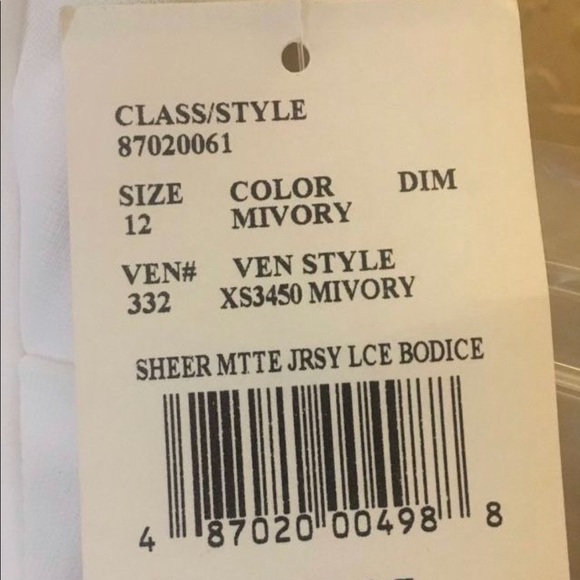 CLASS/STYLE
87020061
SIZE COLOR DIM
12 MIVORY
VEN# VEN STYLE
332 XS3450 MIVORY
SHEER MTTE JRSY LCE BODICE
4 87020 00498 8